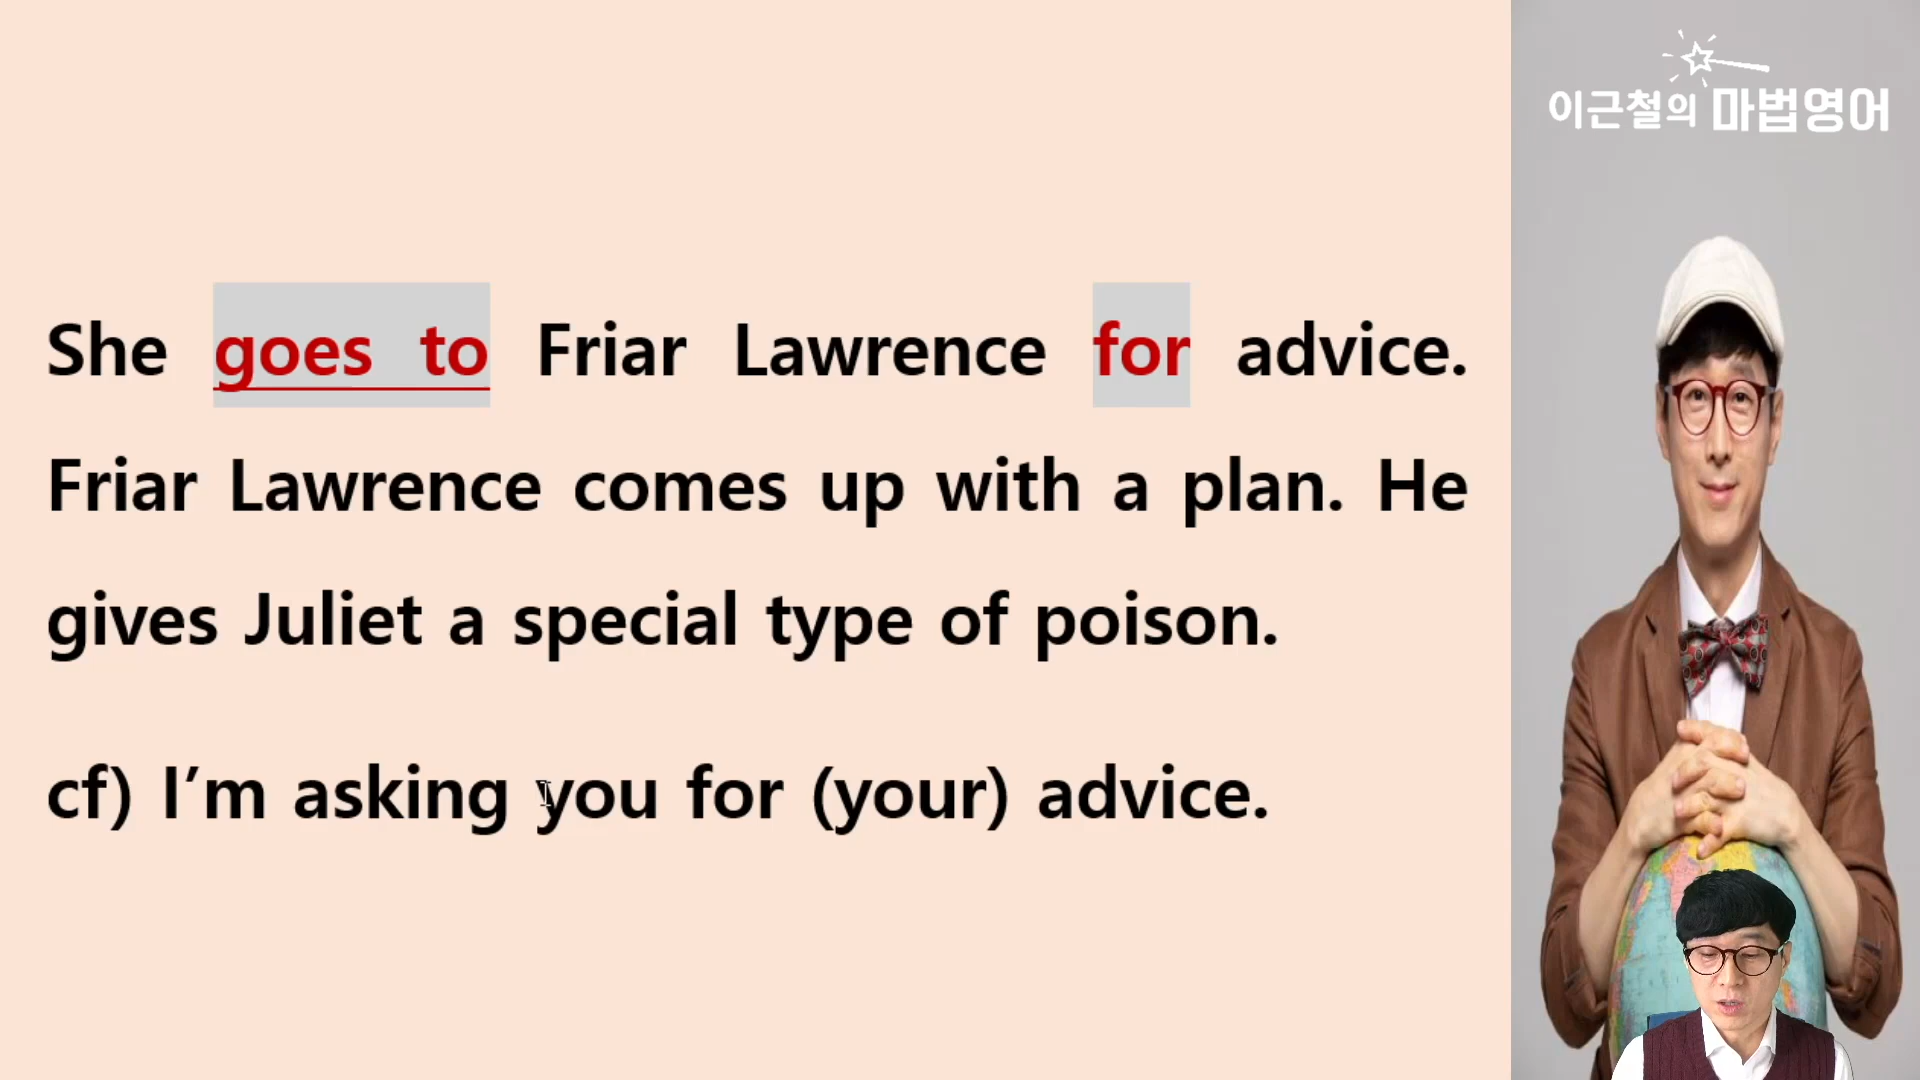 이근철의 마법영어
She goes to Friar Lawrence for advice.
Friar Lawrence comes up with a plan. He
gives Juliet a special type of poison.
cf) I’m asking you for (your) advice.